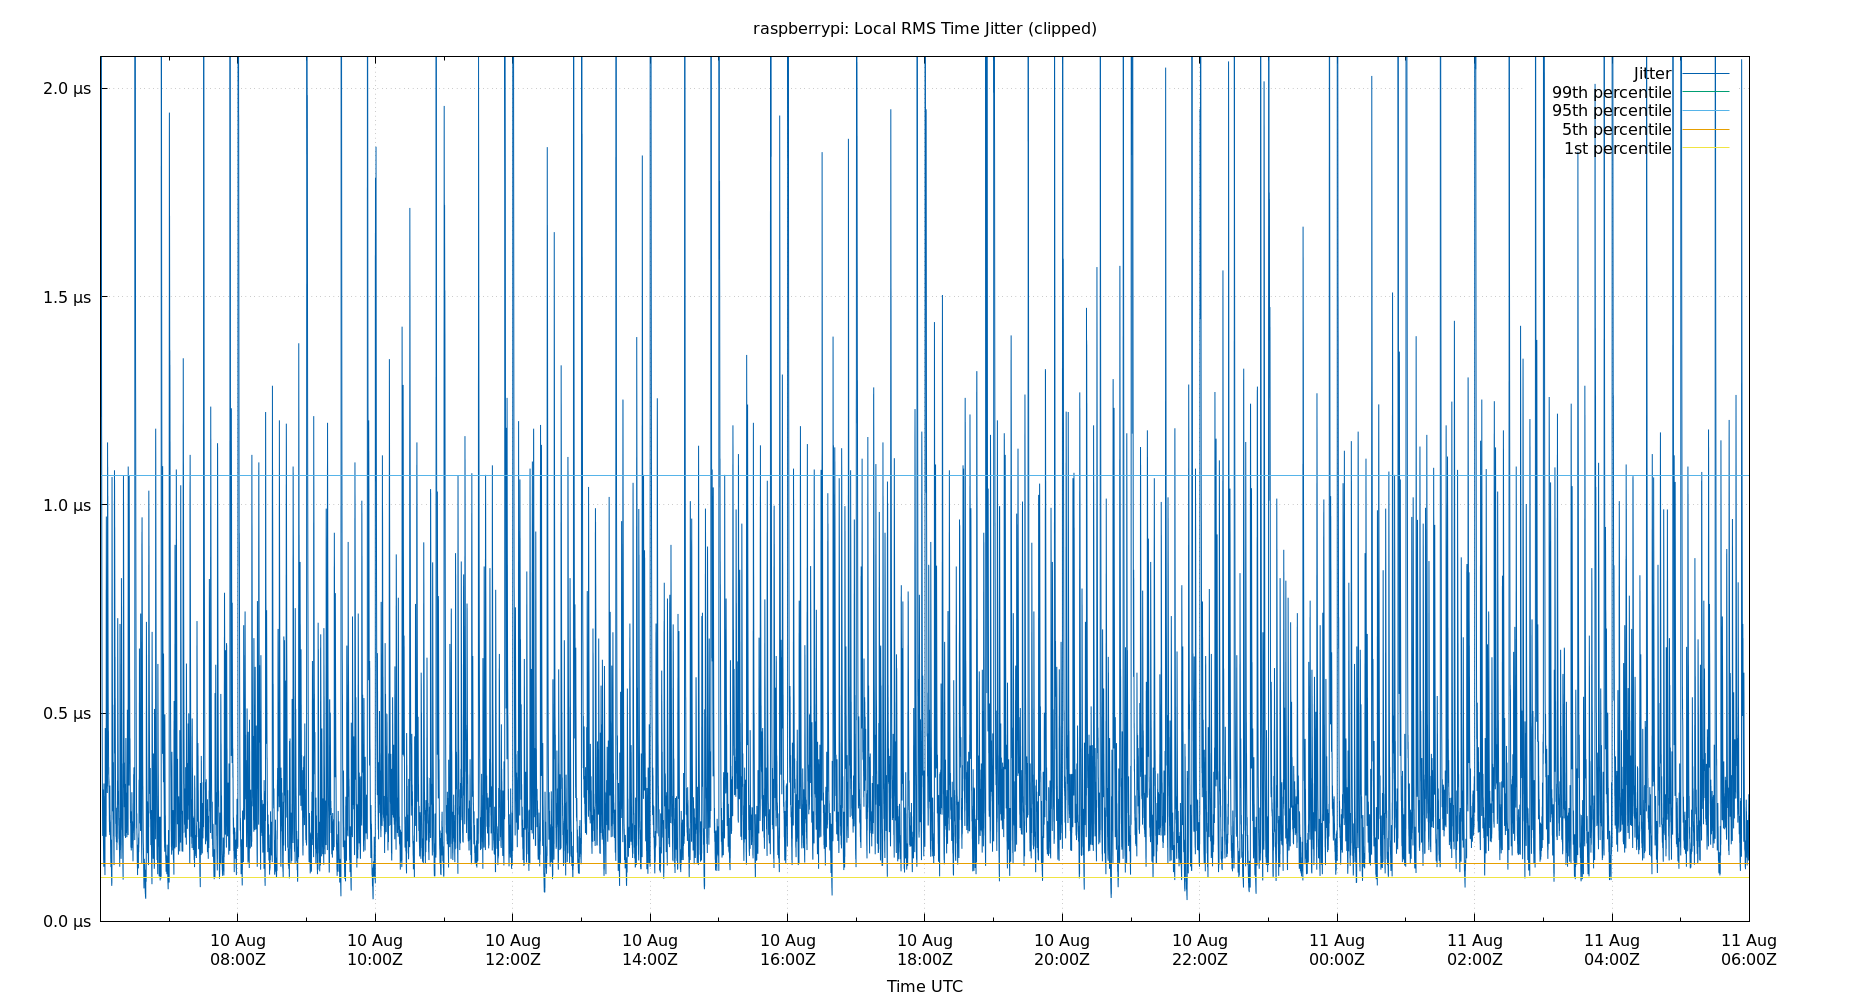 raspberrypi: Local RMS Time Jitter (clipped)
2.0 µs
1.5 µs
1.0 µs
0.5 µs
0.0 µs
Jitter
99th percentile
95th percentile
5th percentile
1st percentile
10 Aug 10 Aug 10 Aug 10 Aug 10 Aug 10 Aug 10 Aug 10 Aug 11 Aug 11 Aug 11 Aug 11 Aug
08:00Z 10:00Z 12:00Z 14:00Z 16:00Z 18:00Z 20:00Z 22:00Z 00:00Z 02:00Z 04:00Z 06:00Z
Time UTC